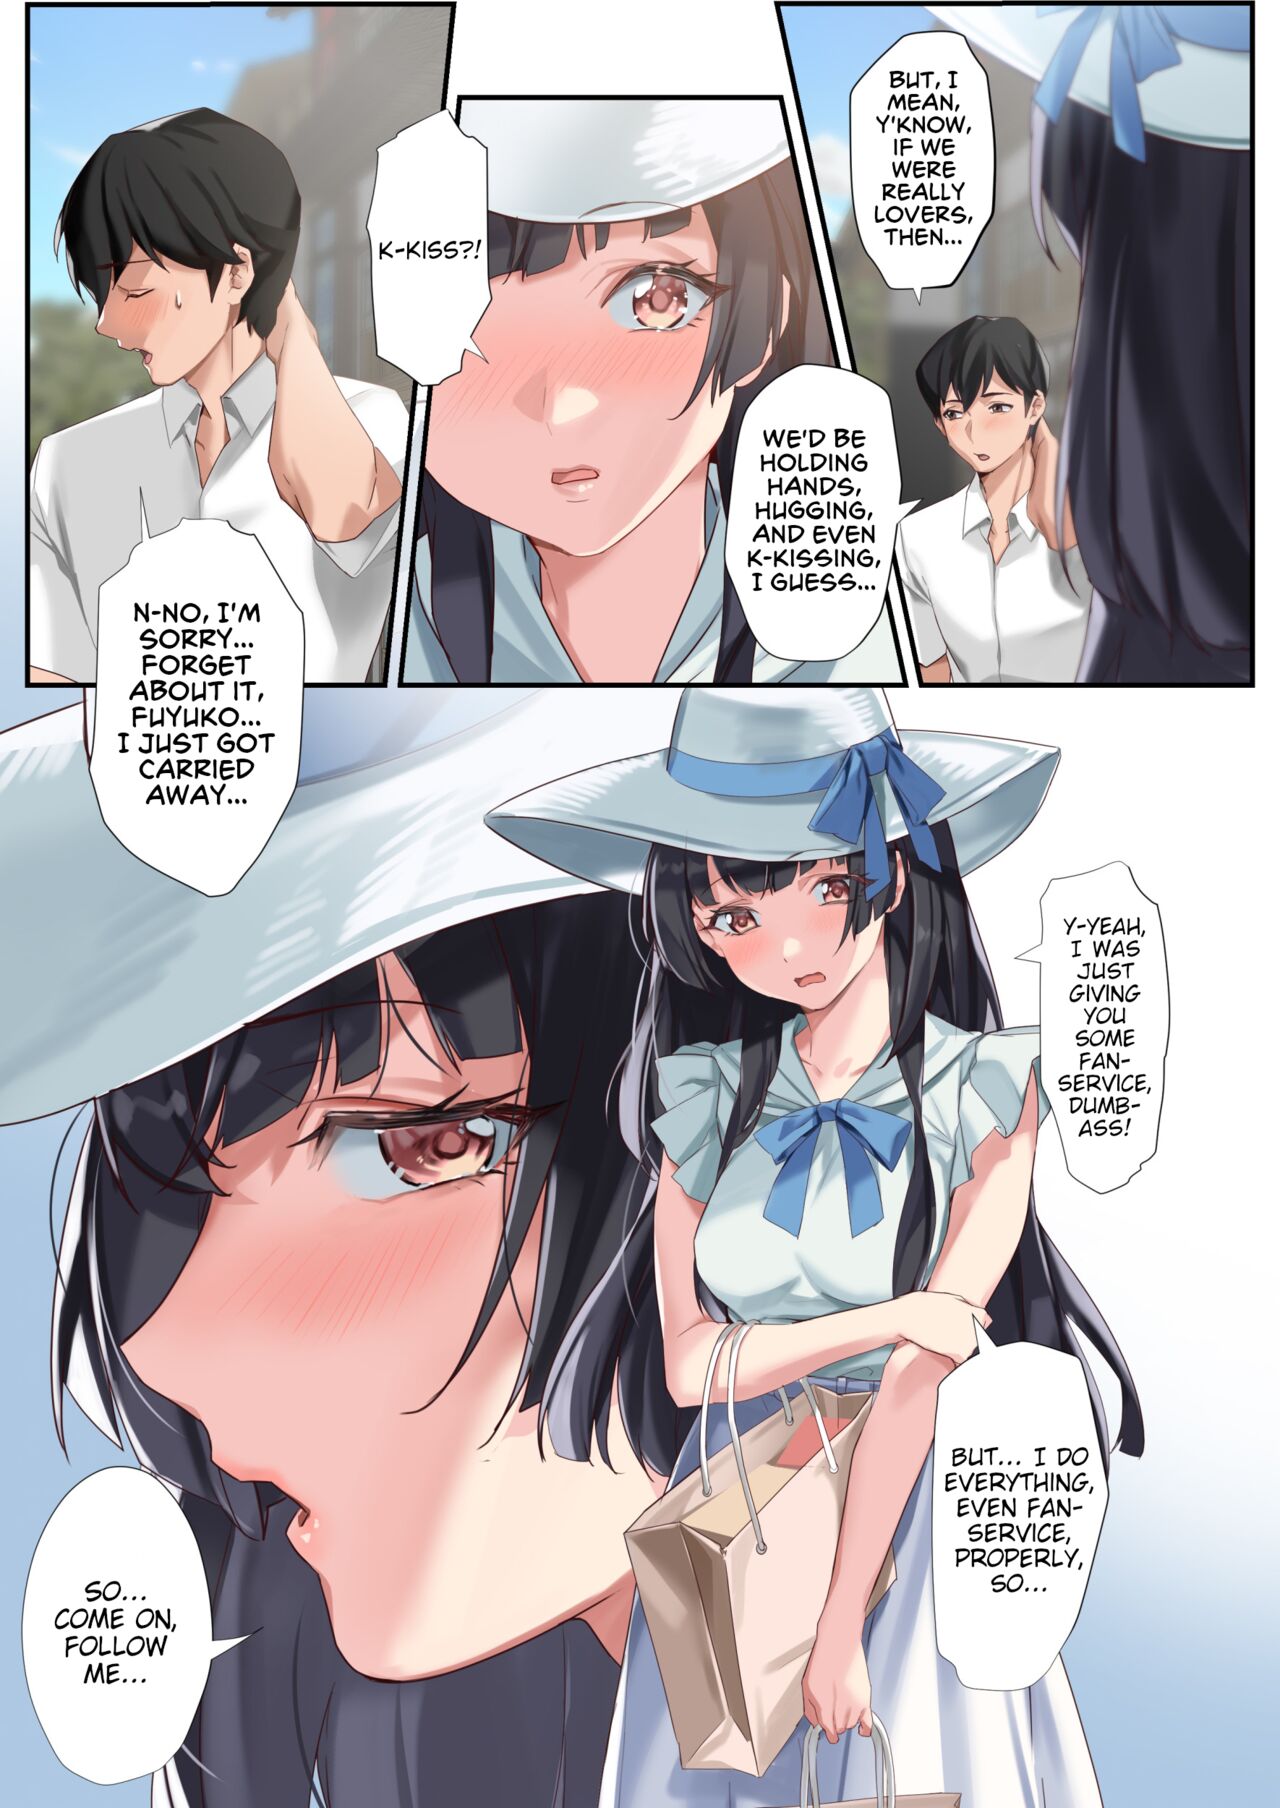 BUT, I
MEAN,
Y'KNOW,
IF WE
WERE
REALLY
LOVERS,
THEN...
WE'D BE
HOLDING
HANDS,
HUGGING,
AND EVEN
K-KISSING,
I GUESS...
K-KISS?!
N-NO, I'M
SORRY...
FORGET
ABOUT IT,
FUYUKO...
I JUST GOT
CARRIED
AWAY...
Y-YEAH,
I WAS
JUST
GIVING
YOU
SOME
FAN-
SERVICE,
DUMB-
ASS!
BUT... I DO
EVERYTHING,
EVEN FAN-
SERVICE,
PROPERLY,
SO...
SO...
COME ON,
FOLLOW
ME...